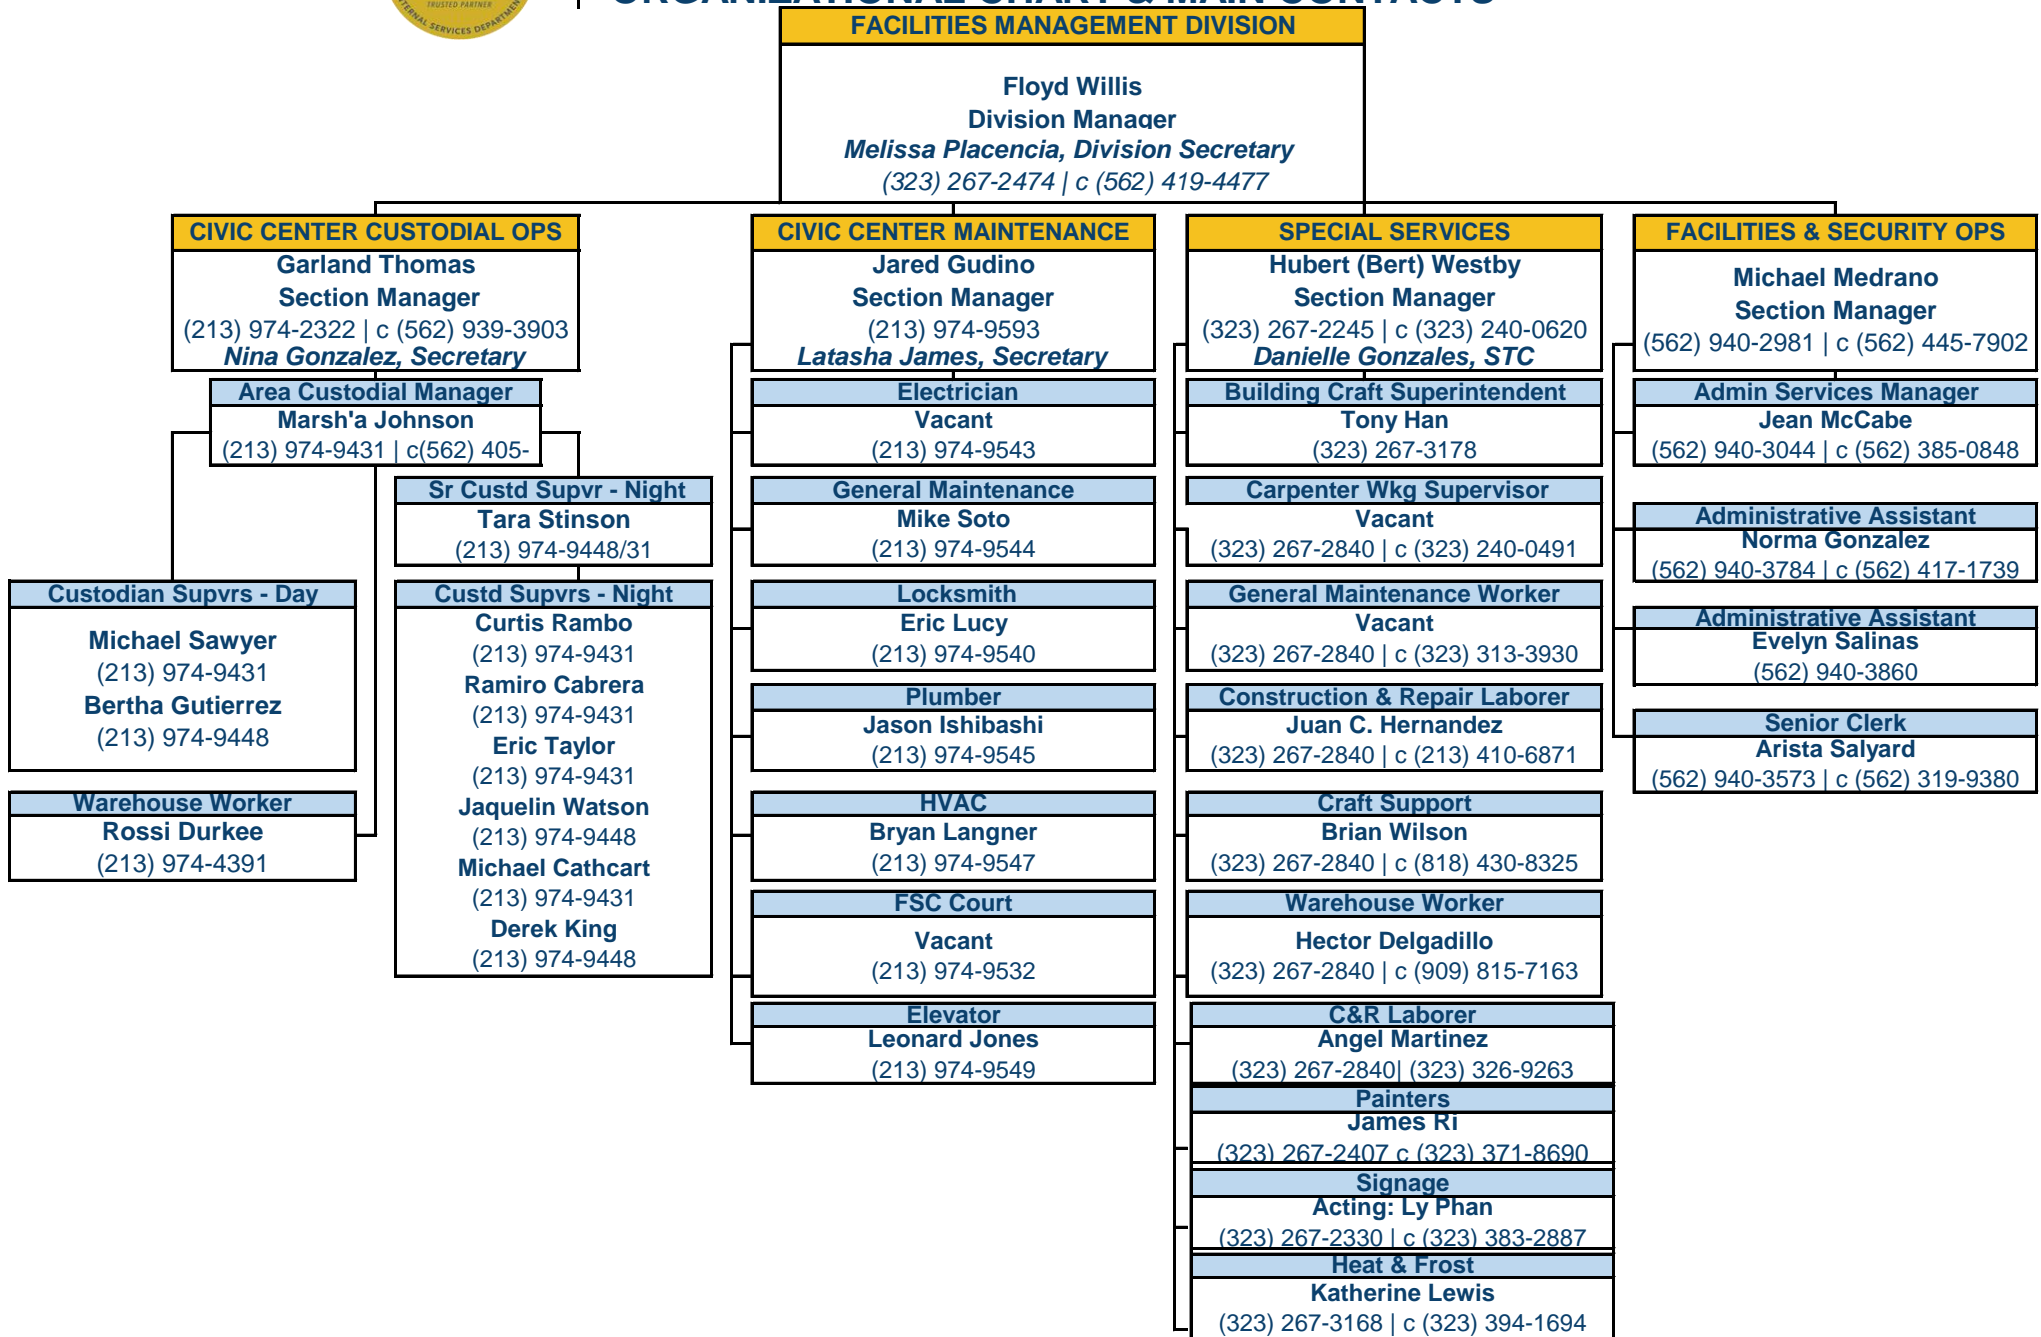 TRUSTED PARTNER
INTERNAL SERVICES DEPARTMENT
ORGANIZATIONAL CHART & MAIN CONTACTS
FACILITIES MANAGEMENT DIVISION
Floyd Willis
Division Manager
Melissa Placencia, Division Secretary
(323) 267-2474 | c (562) 419-4477
CIVIC CENTER CUSTODIAL OPS
Garland Thomas
Section Manager
(213) 974-2322 | c (562) 939-3903
Nina Gonzalez, Secretary
Area Custodial Manager
Marsh'a Johnson
(213) 974-9431 | c(562) 405-
Sr Custd Supvr - Night
Tara Stinson
(213) 974-9448/31
Custodian Supvrs - Day
Michael Sawyer
(213) 974-9431
Bertha Gutierrez
(213) 974-9448
Warehouse Worker
Rossi Durkee
(213) 974-4391
Custd Supvrs - Night
Curtis Rambo
(213) 974-9431
Ramiro Cabrera
(213) 974-9431
Eric Taylor
(213) 974-9431
Jaquelin Watson
(213) 974-9448
Michael Cathcart
(213) 974-9431
Derek King
(213) 974-9448
CIVIC CENTER MAINTENANCE
Jared Gudino
Section Manager
(213) 974-9593
Latasha James, Secretary
Electrician
Vacant
(213) 974-9543
General Maintenance
Mike Soto
(213) 974-9544
Locksmith
Eric Lucy
(213) 974-9540
Plumber
Jason Ishibashi
(213) 974-9545
HVAC
Bryan Langner
(213) 974-9547
FSC Court
Vacant
(213) 974-9532
Elevator
Leonard Jones
(213) 974-9549
SPECIAL SERVICES
Hubert (Bert) Westby
Section Manager
(323) 267-2245 | c (323) 240-0620
Danielle Gonzales, STC
Building Craft Superintendent
Tony Han
(323) 267-3178
Carpenter Wkg Supervisor
Vacant
(323) 267-2840 | c (323) 240-0491
General Maintenance Worker
Vacant
(323) 267-2840 | c (323) 313-3930
Construction & Repair Laborer
Juan C. Hernandez
(323) 267-2840 | c (213) 410-6871
Craft Support
Brian Wilson
(323) 267-2840 | c (818) 430-8325
Warehouse Worker
Hector Delgadillo
(323) 267-2840 | c (909) 815-7163
C&R Laborer
Angel Martinez
(323) 267-2840| (323) 326-9263
Painters
James Ri
(323) 267-2407 c (323) 371-8690
Signage
Acting: Ly Phan
(323) 267-2330 | c (323) 383-2887
Heat & Frost
Katherine Lewis
(323) 267-3168 | c (323) 394-1694
FACILITIES & SECURITY OPS
Michael Medrano
Section Manager
(562) 940-2981 | c (562) 445-7902
Admin Services Manager
Jean McCabe
(562) 940-3044 | c (562) 385-0848
Administrative Assistant
Norma Gonzalez
(562) 940-3784 | c (562) 417-1739
Administrative Assistant
Evelyn Salinas
(562) 940-3860
Senior Clerk
Arista Salyard
(562) 940-3573 | c (562) 319-9380